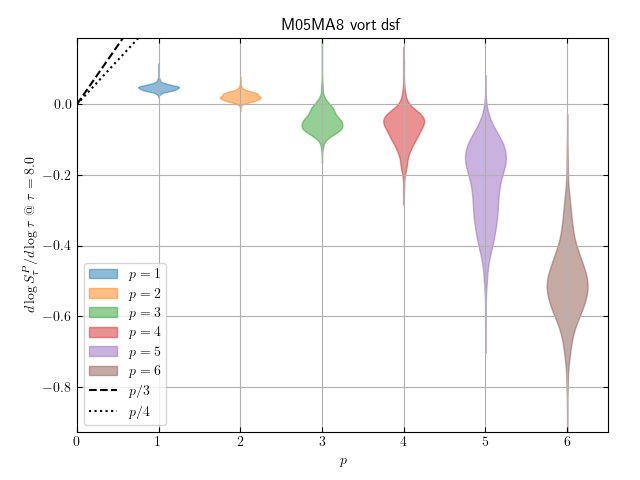 M05MA8 vort dsf
0.0
−0.2
−0.4
−0.6
−0.8
d log S_τ^P / d log τ @ τ = 8.0
p = 1
p = 2
p = 3
p = 4
p = 5
p = 6
p/3
p/4
0 1 2 3 4 5 6
p